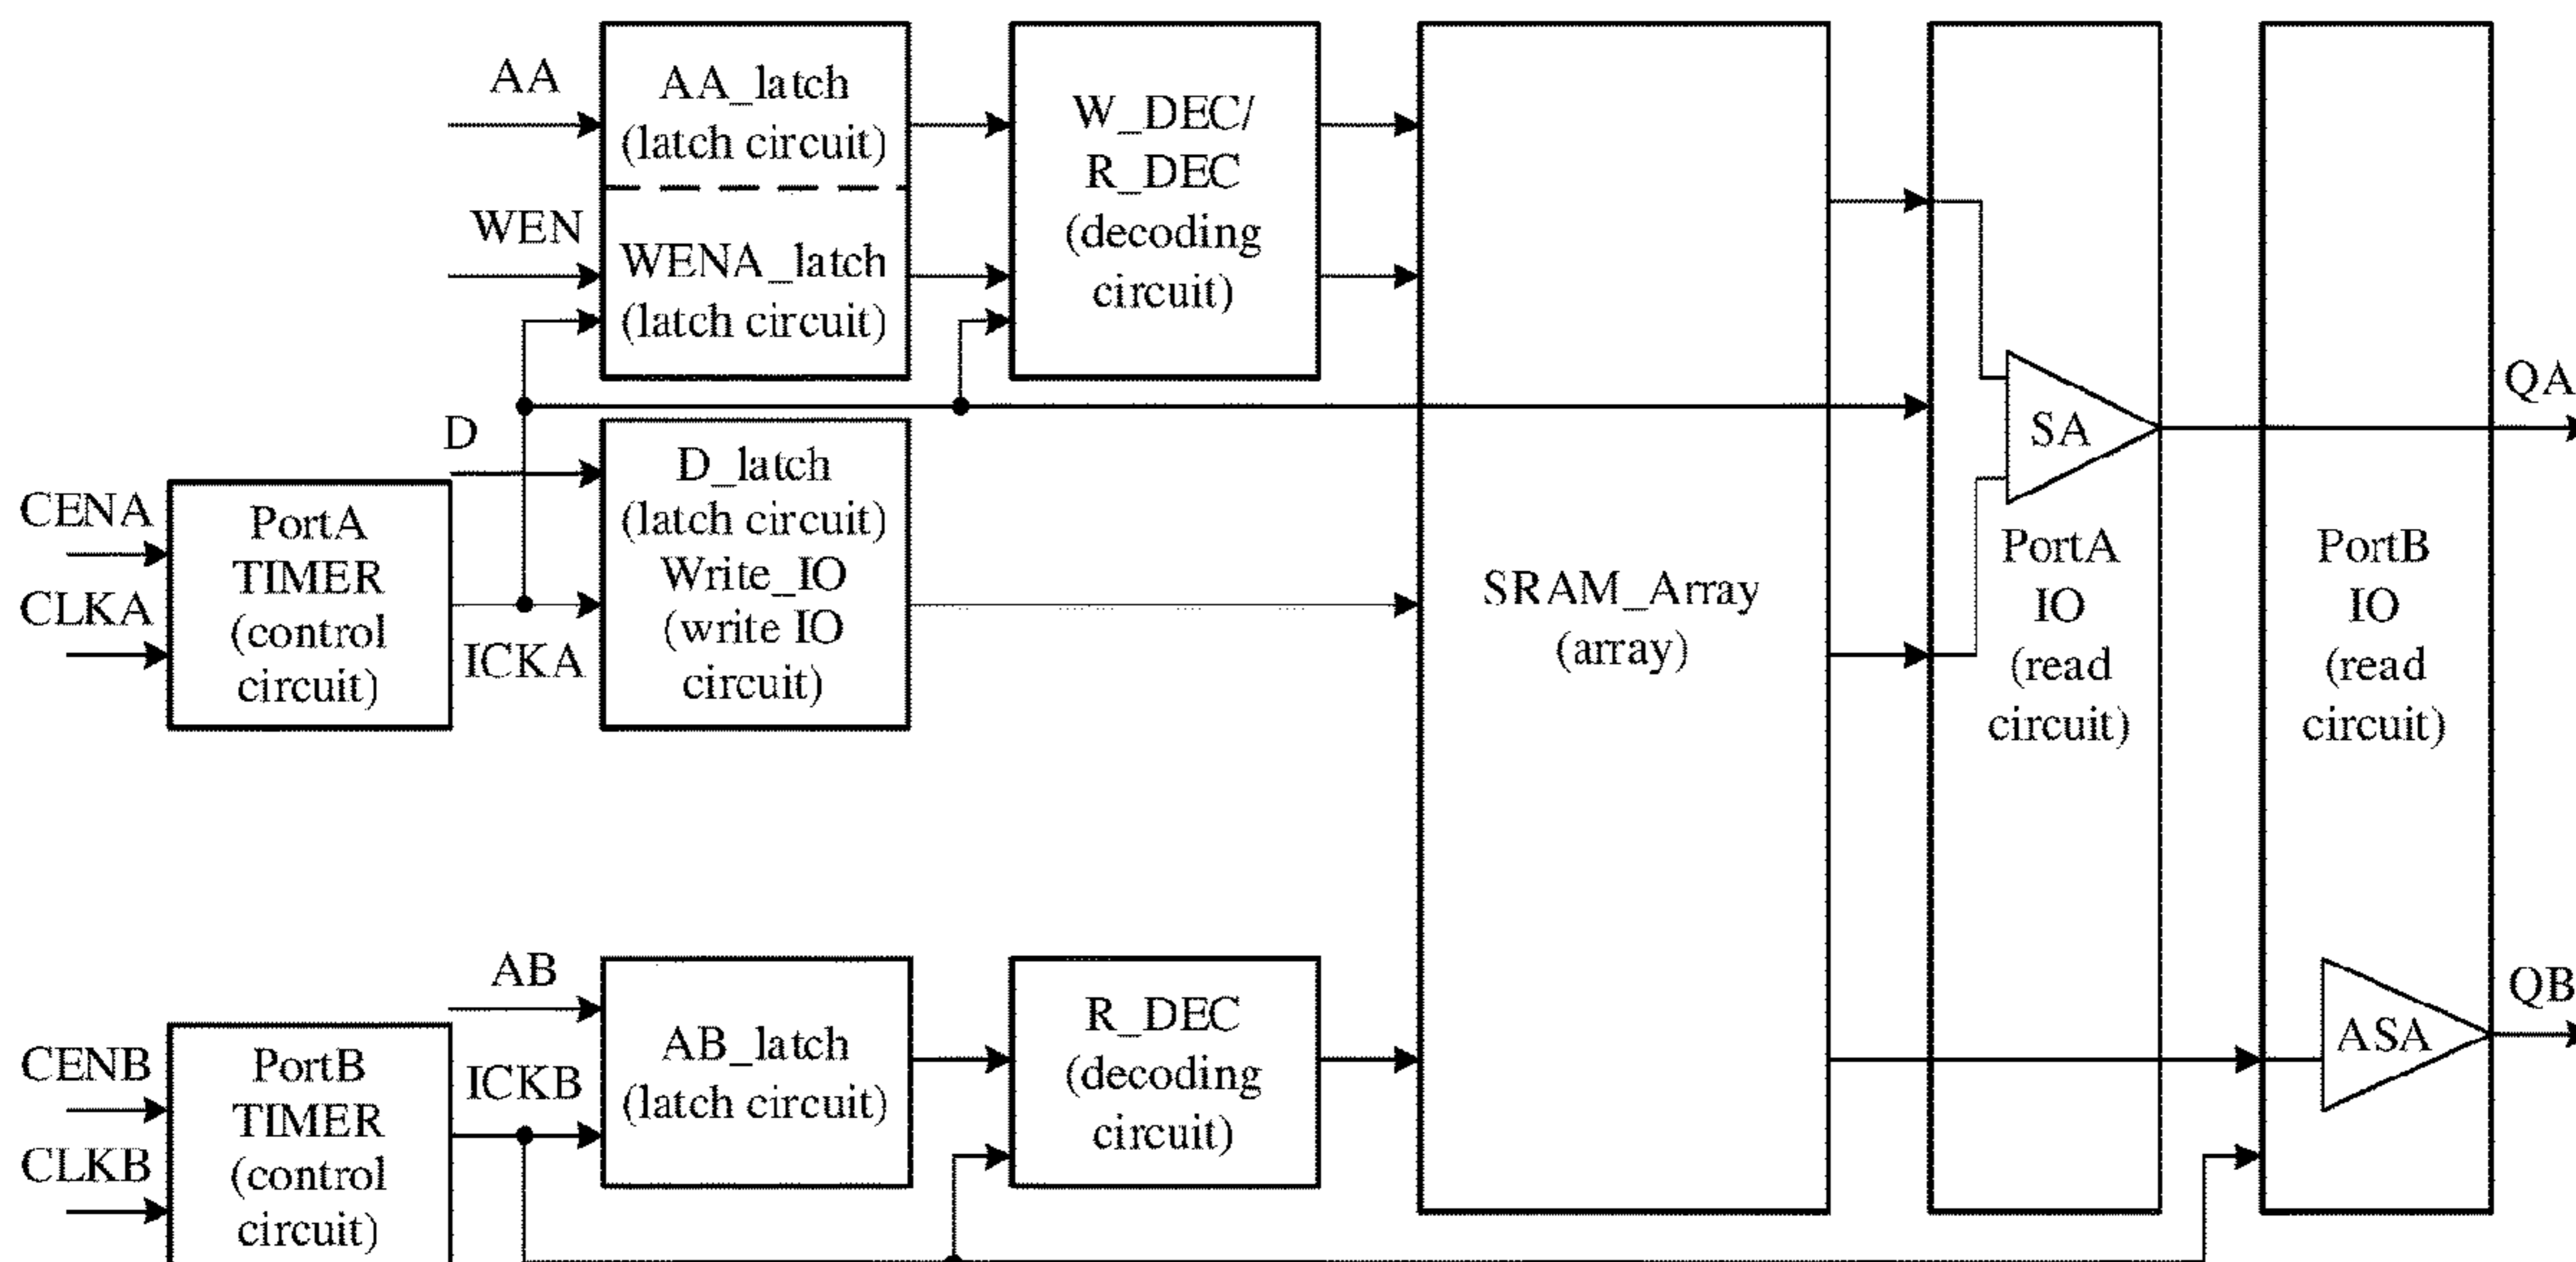 AA
AA_latch
(latch circuit)
WEN
WENA_latch
(latch circuit)
W_DEC/
R_DEC
(decoding
circuit)
D
D_latch
(latch circuit)
Write_IO
(write IO
circuit)
CENA
CLKA
PortA
TIMER
(control
circuit)
ICKA
SRAM_Array
(array)
SA
PortA
IO
(read
circuit)
PortB
IO
(read
circuit)
QA
AB
AB_latch
(latch circuit)
ICKB
CENB
CLKB
PortB
TIMER
(control
circuit)
R_DEC
(decoding
circuit)
ASA
QB